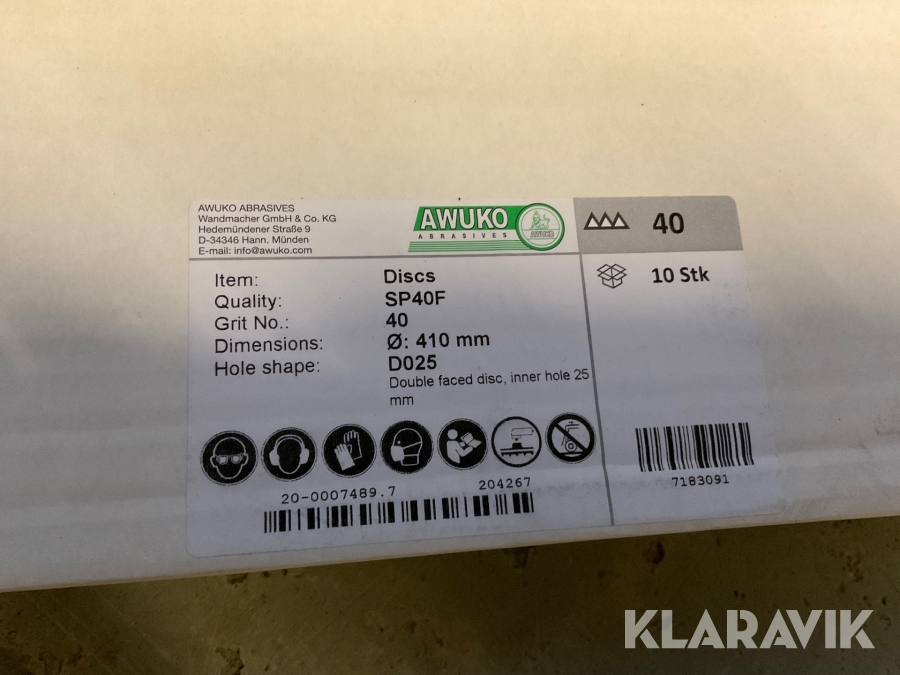 AWUKO ABRASIVES
Wandmacher GmbH & Co. KG
Hedemündener Straße 9
D-34346 Hann. Münden
E-mail: info@awuko.com
AWUKO
ABRASIVES
AWUKO
40
10 Stk
Item: Discs
Quality: SP40F
Grit No.: 40
Dimensions: Ø: 410 mm
Hole shape: D025
Double faced disc, inner hole 25
mm
20-0007489.7 204267
7183091
KLARAVIK